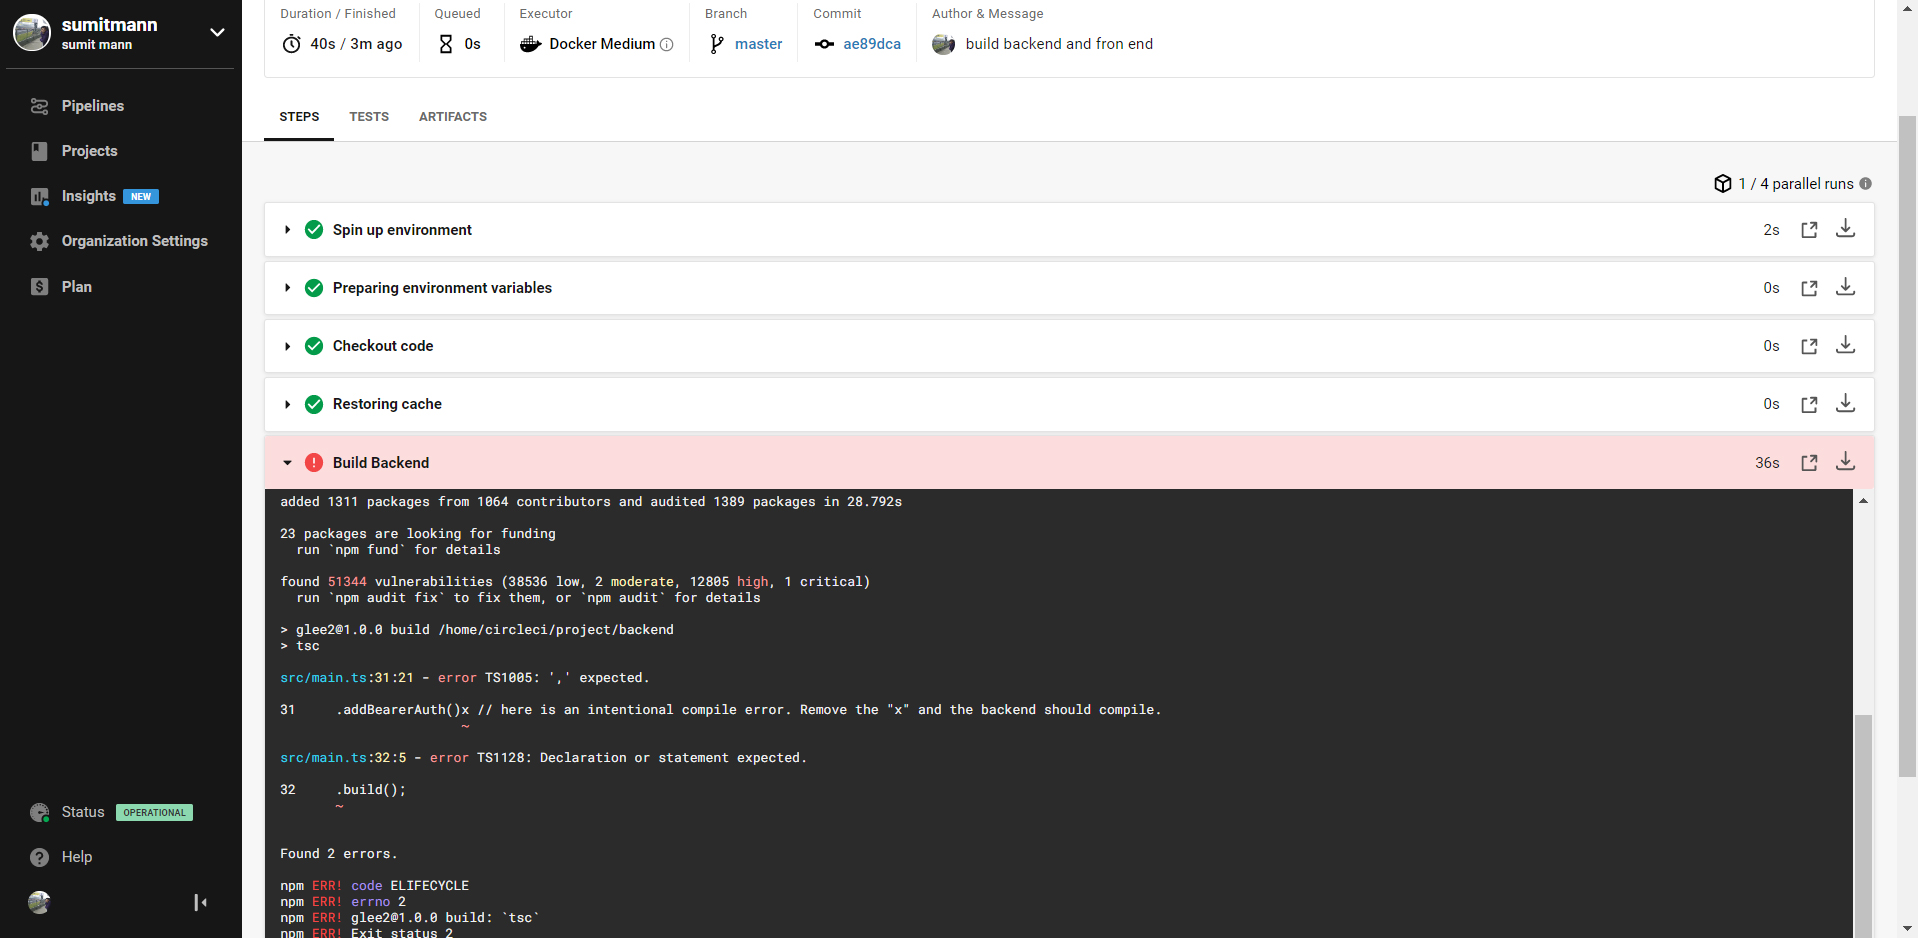 sumitmann
sumit mann
Pipelines
Projects
Insights NEW
Organization Settings
Plan
Status OPERATIONAL
Help
Duration / Finished
40s / 3m ago
Queued
0s
Executor
Docker Medium
Branch
master
Commit
ae89dca
Author & Message
build backend and fron end
STEPS TESTS ARTIFACTS
1 / 4 parallel runs
Spin up environment 2s
Preparing environment variables 0s
Checkout code 0s
Restoring cache 0s
Build Backend 36s
added 1311 packages from 1064 contributors and audited 1389 packages in 28.792s
23 packages are looking for funding
run `npm fund` for details
found 51344 vulnerabilities (38536 low, 2 moderate, 12805 high, 1 critical)
run `npm audit fix` to fix them, or `npm audit` for details
> glee2@1.0.0 build /home/circleci/project/backend
> tsc
src/main.ts:31:21 - error TS1005: ',' expected.
31     .addBearerAuth()x // here is an intentional compile error. Remove the "x" and the backend should compile.
~
src/main.ts:32:5 - error TS1128: Declaration or statement expected.
32     .build();
~
Found 2 errors.
npm ERR! code ELIFECYCLE
npm ERR! errno 2
npm ERR! glee2@1.0.0 build: `tsc`
npm ERR! Exit status 2